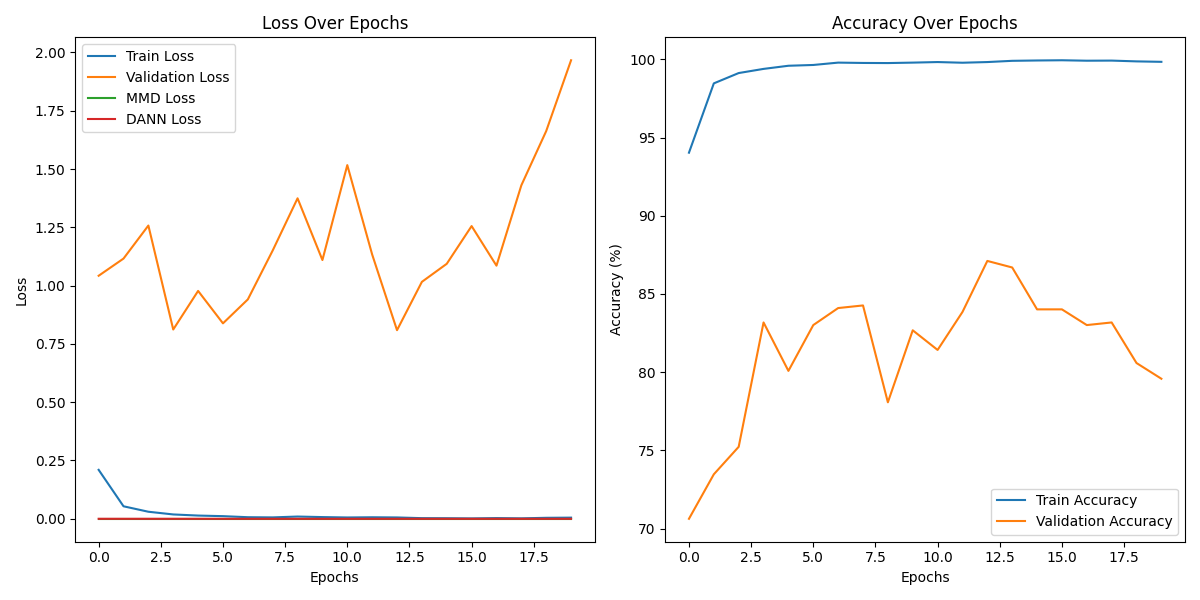 Loss Over Epochs
Train Loss
Validation Loss
MMD Loss
DANN Loss
2.00
1.75
1.50
1.25
1.00
0.75
0.50
0.25
0.00
Loss
0.0 2.5 5.0 7.5 10.0 12.5 15.0 17.5
Epochs
Accuracy Over Epochs
100
95
90
85
80
75
70
Accuracy (%)
Train Accuracy
Validation Accuracy
0.0 2.5 5.0 7.5 10.0 12.5 15.0 17.5
Epochs